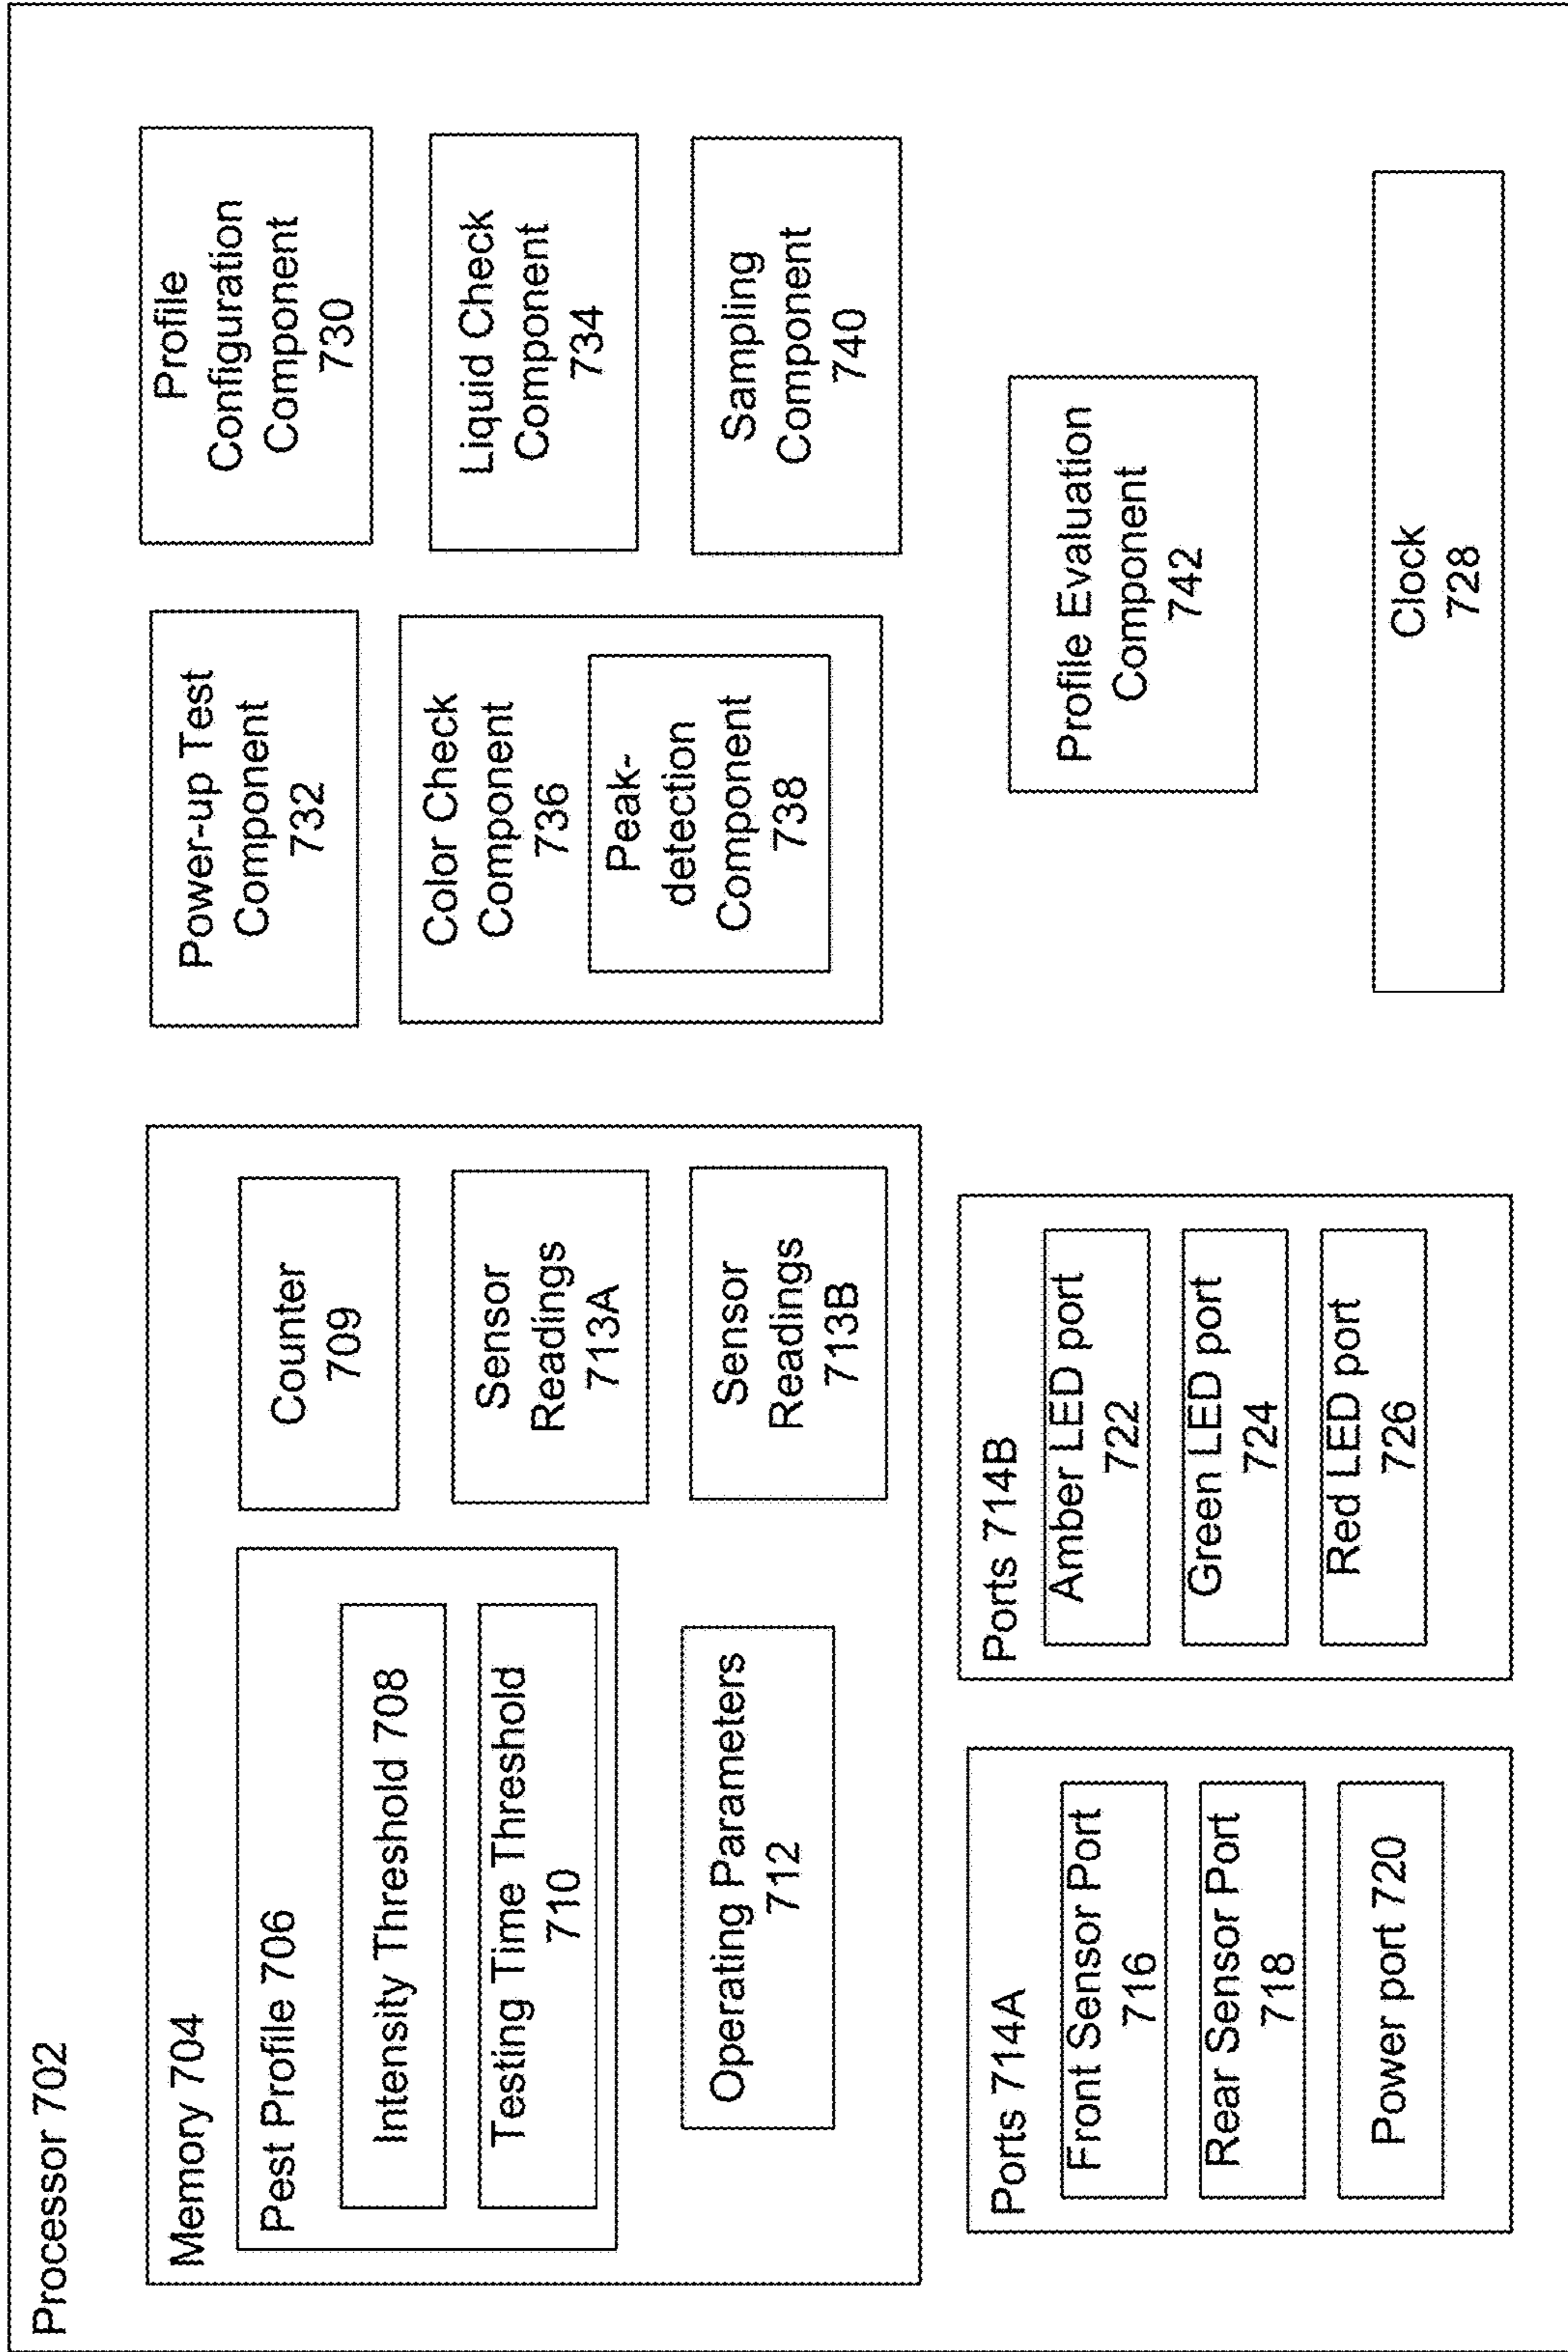 Processor 702
Memory 704
Pest Profile 706
Intensity Threshold 708
Testing Time Threshold
710
Operating Parameters
712
Counter
709
Sensor
Readings
713A
Sensor
Readings
713B
Ports 714A
Front Sensor Port
716
Rear Sensor Port
718
Power port 720
Ports 714B
Amber LED port
722
Green LED port
724
Red LED port
726
Power-up Test
Component
732
Profile
Configuration
Component
730
Color Check
Component
736
Peak-
detection
Component
738
Liquid Check
Component
734
Sampling
Component
740
Profile Evaluation
Component
742
Clock
728